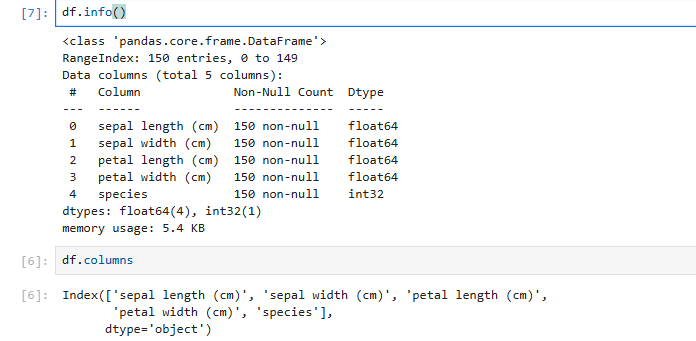 [7]: df.info()
<class 'pandas.core.frame.DataFrame'>
RangeIndex: 150 entries, 0 to 149
Data columns (total 5 columns):
 #   Column             Non-Null Count  Dtype
---  ------             --------------  -----
 0   sepal length (cm)  150 non-null    float64
 1   sepal width (cm)   150 non-null    float64
 2   petal length (cm)  150 non-null    float64
 3   petal width (cm)   150 non-null    float64
 4   species            150 non-null    int32
dtypes: float64(4), int32(1)
memory usage: 5.4 KB
[6]: df.columns
[6]: Index(['sepal length (cm)', 'sepal width (cm)', 'petal length (cm)',
       'petal width (cm)', 'species'],
      dtype='object')